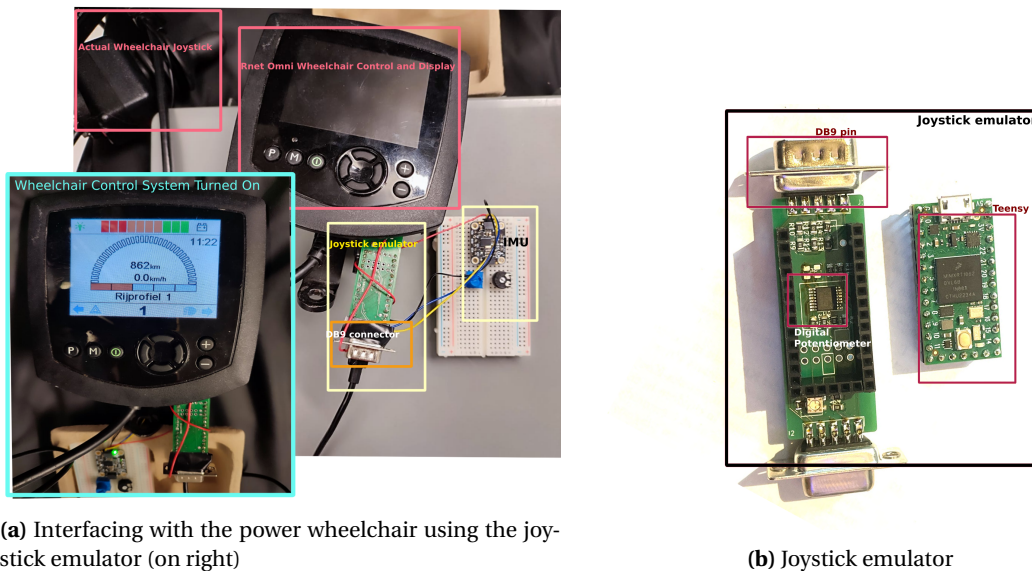 Actual Wheelchair Joystick
Rnet Omni Wheelchair Control and Display
P
M
Wheelchair Control System Turned On
11:22
862km
0.0km/h
Rijprofiel 1
1
P
M
Joystick emulator
IMU
DB9 connector
(a) Interfacing with the power wheelchair using the joy-
stick emulator (on right)
Joystick emulator
DB9 pin
Teensy
Digital
Potentiometer
(b) Joystick emulator